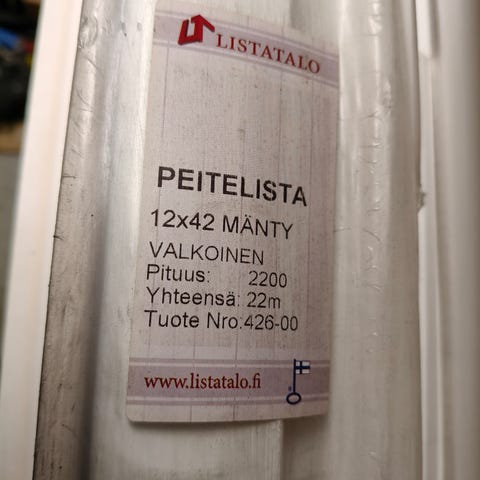 LISTATALO
PEITELISTA
12x42 MÄNTY
VALKOINEN
Pituus: 2200
Yhteensä: 22m
Tuote Nro:426-00
www.listatalo.fi